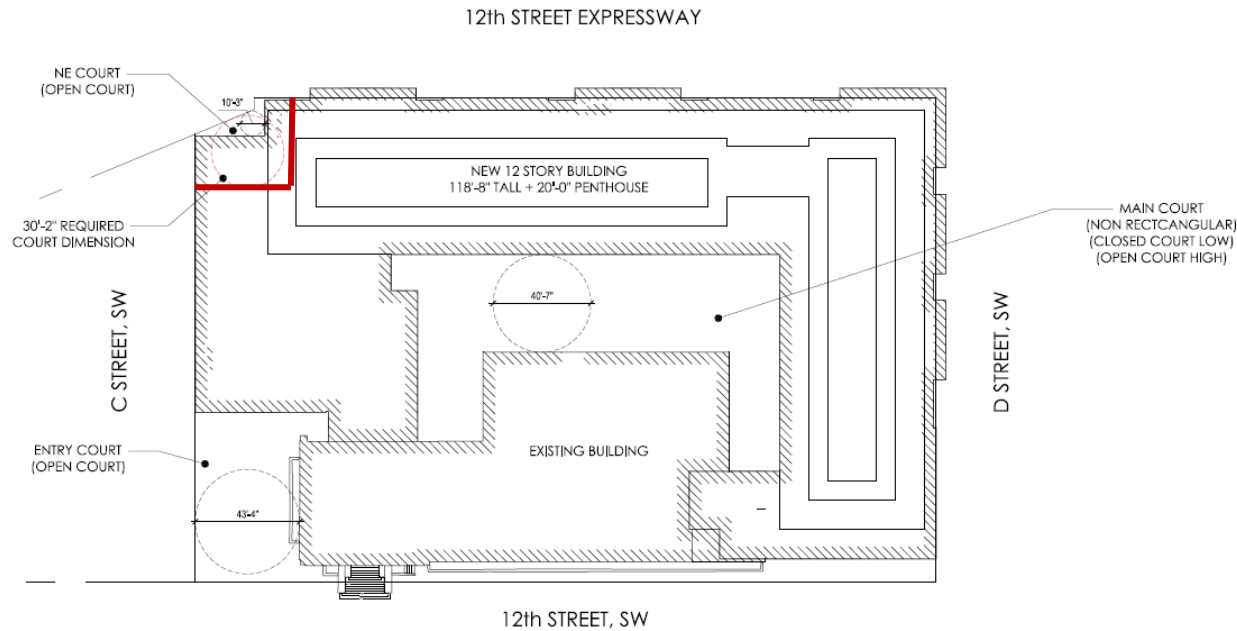 12th STREET EXPRESSWAY
NE COURT
(OPEN COURT)
10'-3"
NEW 12 STORY BUILDING
118'-8" TALL + 20'-0" PENTHOUSE
30'-2" REQUIRED
COURT DIMENSION
MAIN COURT
(NON RECTCANGULAR)
(CLOSED COURT LOW)
(OPEN COURT HIGH)
40'-7"
C STREET, SW
D STREET, SW
ENTRY COURT
(OPEN COURT)
EXISTING BUILDING
43'-4"
12th STREET, SW